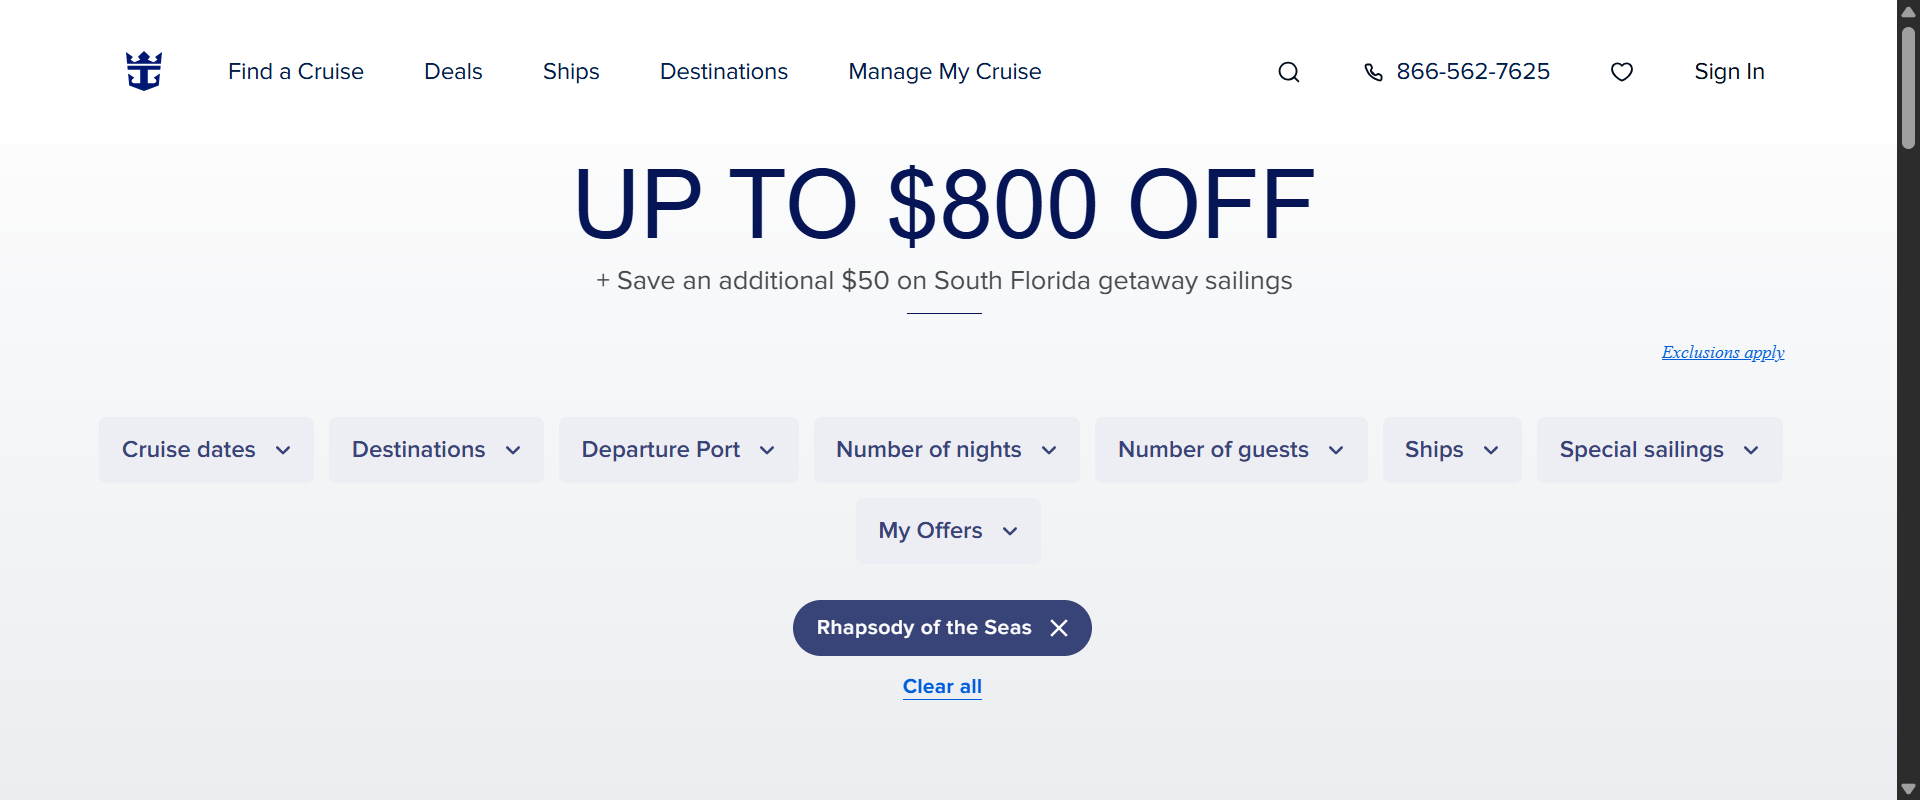 Find a Cruise Deals Ships Destinations Manage My Cruise 866-562-7625 Sign In
UP TO $800 OFF
+ Save an additional $50 on South Florida getaway sailings
Exclusions apply
Cruise dates Destinations Departure Port Number of nights Number of guests Ships Special sailings
My Offers
Rhapsody of the Seas
Clear all